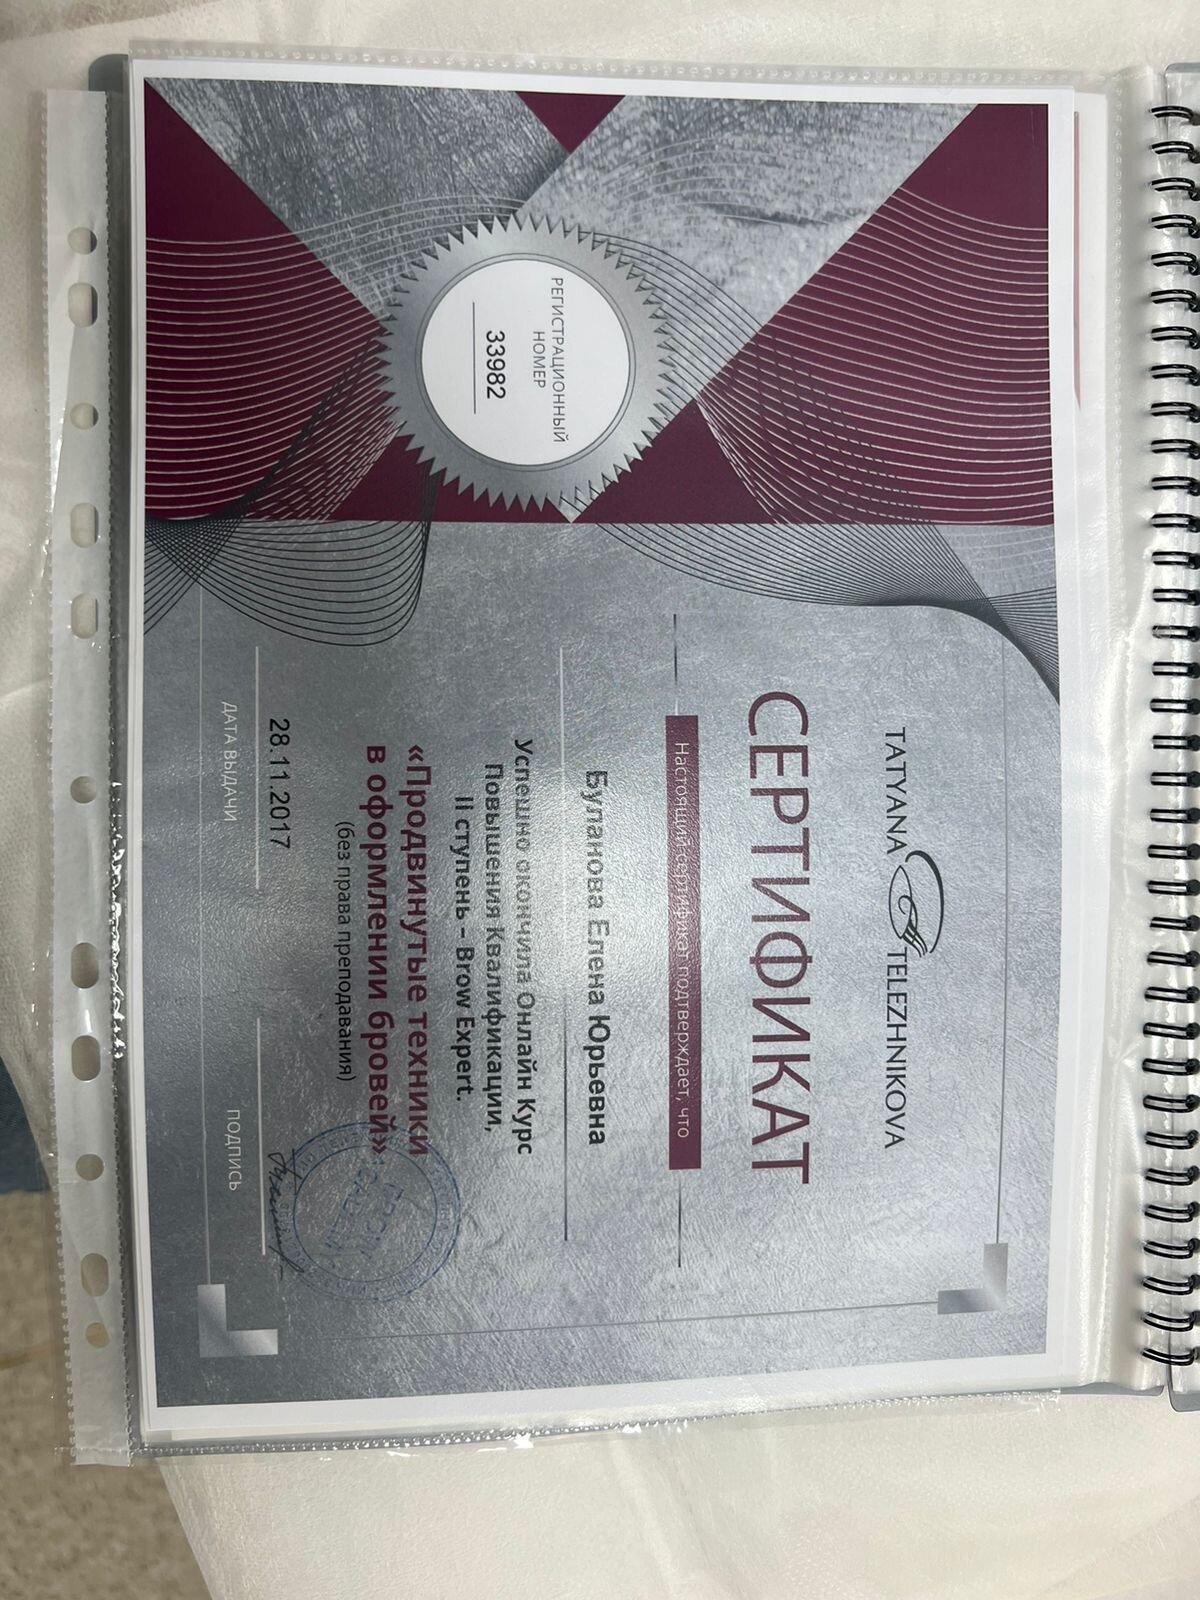 РЕГИСТРАЦИОННЫЙ
НОМЕР
33982
TATYANA TELEZHNIKOVA
СЕРТИФИКАТ
Настоящий сертификат подтверждает, что
Буланова Елена Юрьевна
Успешно окончила Онлайн Курс
Повышения Квалификации,
II ступень – Brow Expert.
«Продвинутые техники
в оформлении бровей»
(без права преподавания)
28.11.2017
ДАТА ВЫДАЧИ
ПОДПИСЬ